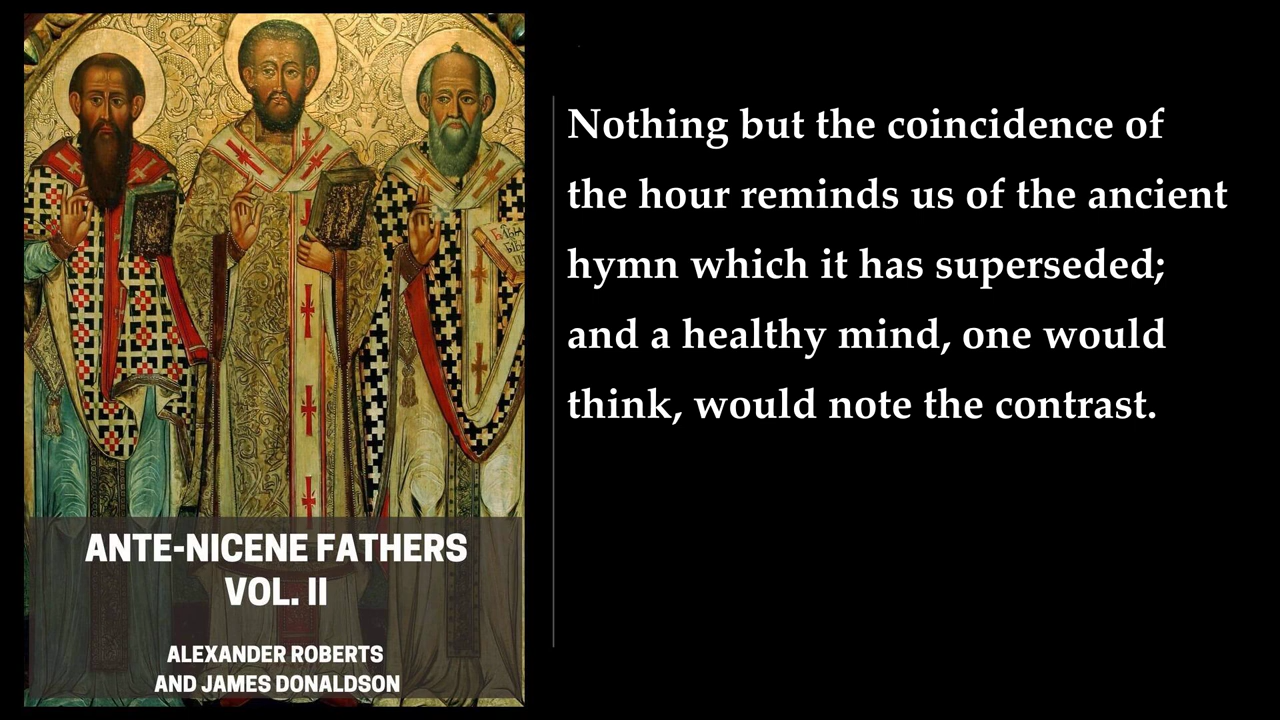 Nothing but the coincidence of
the hour reminds us of the ancient
hymn which it has superseded;
and a healthy mind, one would
think, would note the contrast.
ANTE-NICENE FATHERS
VOL. II
ALEXANDER ROBERTS
AND JAMES DONALDSON